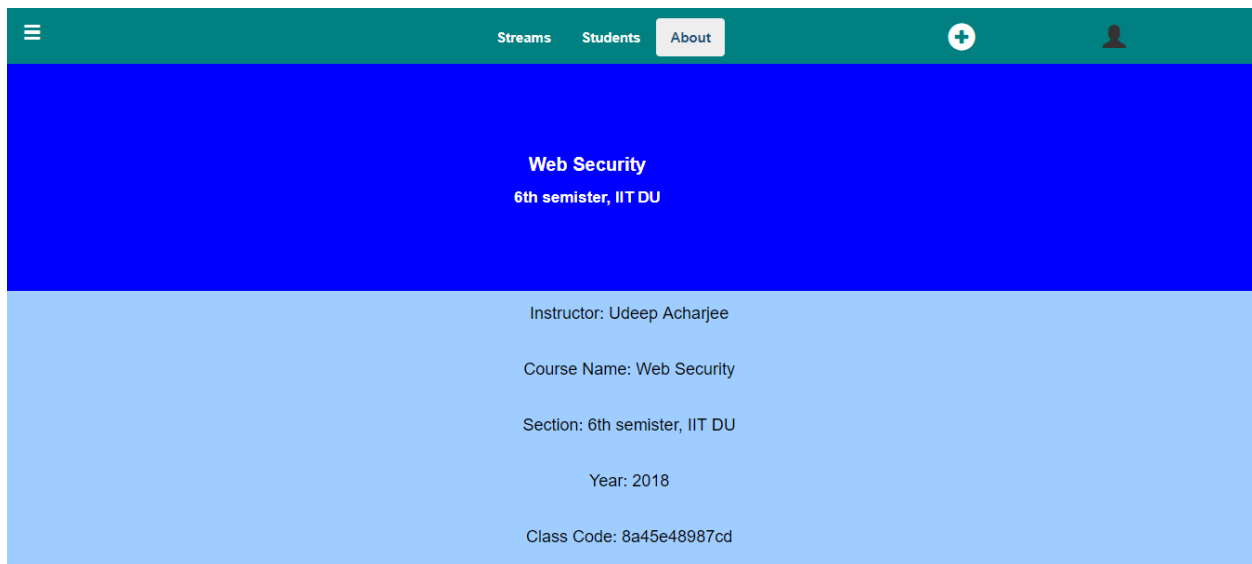 Streams Students About
Web Security
6th semister, IIT DU
Instructor: Udeep Acharjee
Course Name: Web Security
Section: 6th semister, IIT DU
Year: 2018
Class Code: 8a45e48987cd